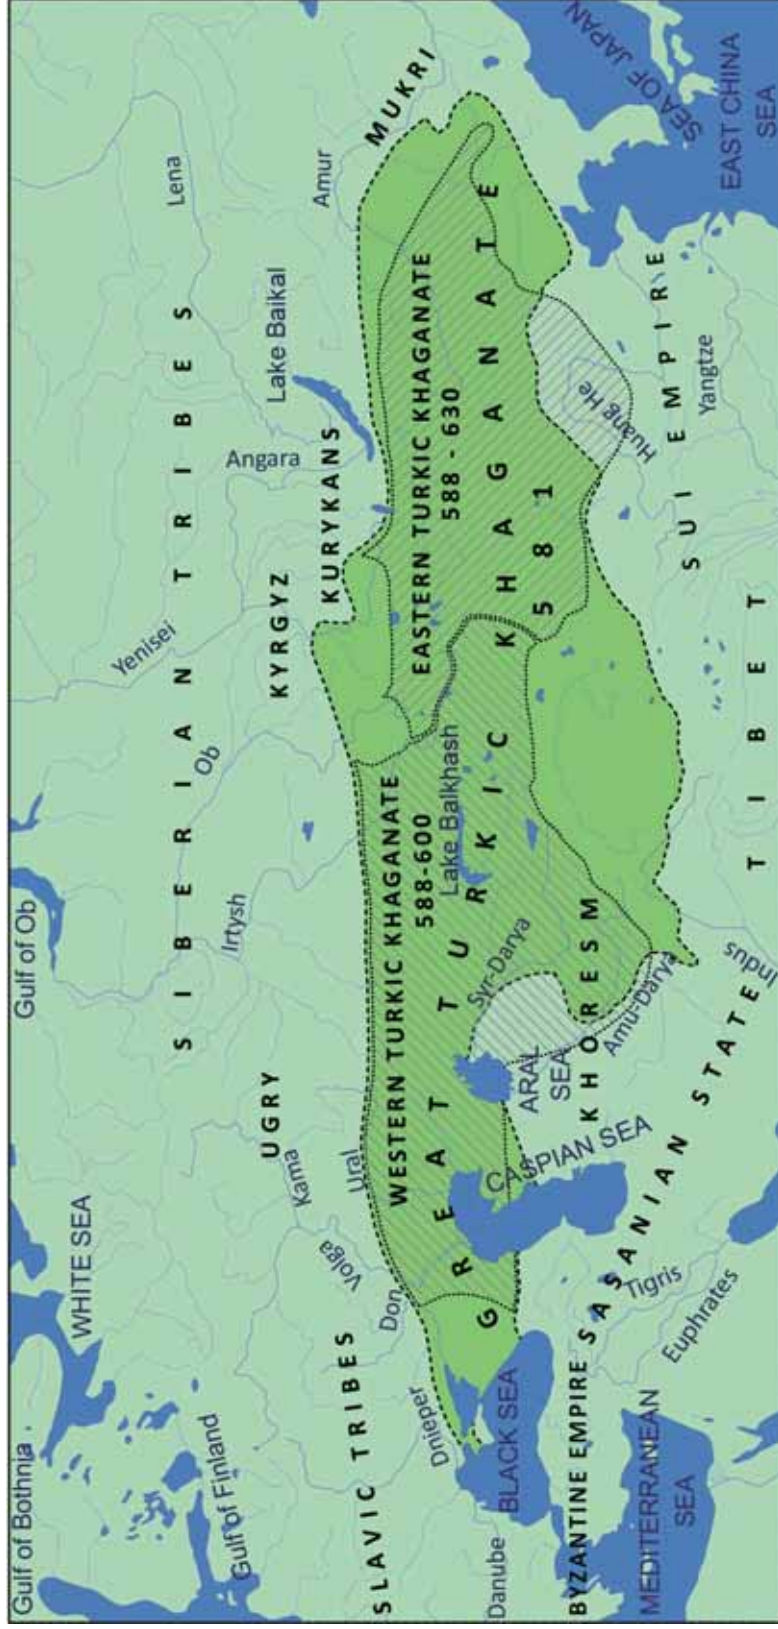 Gulf of Bothnia
WHITE SEA
Gulf of Ob
Gulf of Finland
SIBERIAN TRIBES
Lena
Ob
Yenisei
Irtysh
Angara
Lake Baikal
UGRY
KYRGYZ
KURYKANS
Amur
MUKRI
Kama
Ural
Volga
Don
SLAVIC TRIBES
Dnieper
Danube
WESTERN TURKIC KHAGANATE
588-600
EASTERN TURKIC KHAGANATE
588 - 630
Lake Balkhash
GREAT TURKIC KHAGANATE
581
Syr-Darya
BLACK SEA
CASPIAN SEA
ARAL
SEA
KHORESM
Amu-Darya
Huang He
SEA OF JAPAN
BYZANTINE EMPIRE
SASANIAN STATE
Tigris
Euphrates
MEDITERRANEAN
SEA
Indus
TIBET
SUI EMPIRE
Yangtze
EAST CHINA
SEA